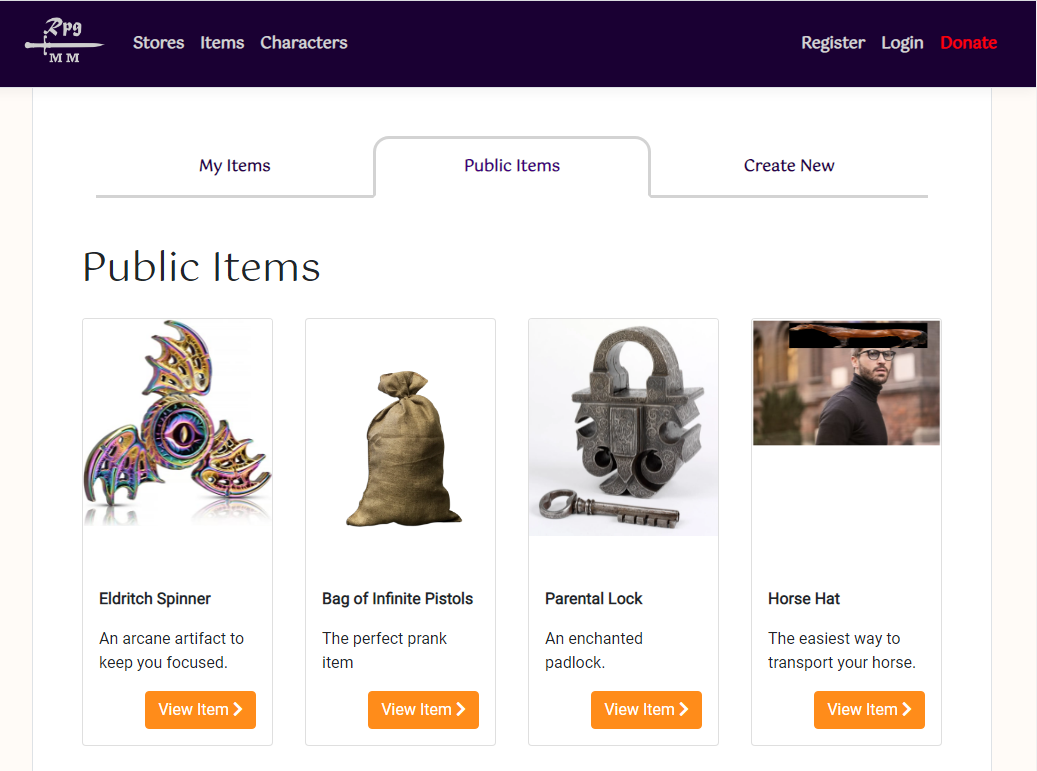 Rpg
M M
Stores Items Characters
Register Login Donate
My Items
Public Items
Create New
Public Items
Eldritch Spinner
An arcane artifact to
keep you focused.
View Item
Bag of Infinite Pistols
The perfect prank
item
View Item
Parental Lock
An enchanted
padlock.
View Item
Horse Hat
The easiest way to
transport your horse.
View Item